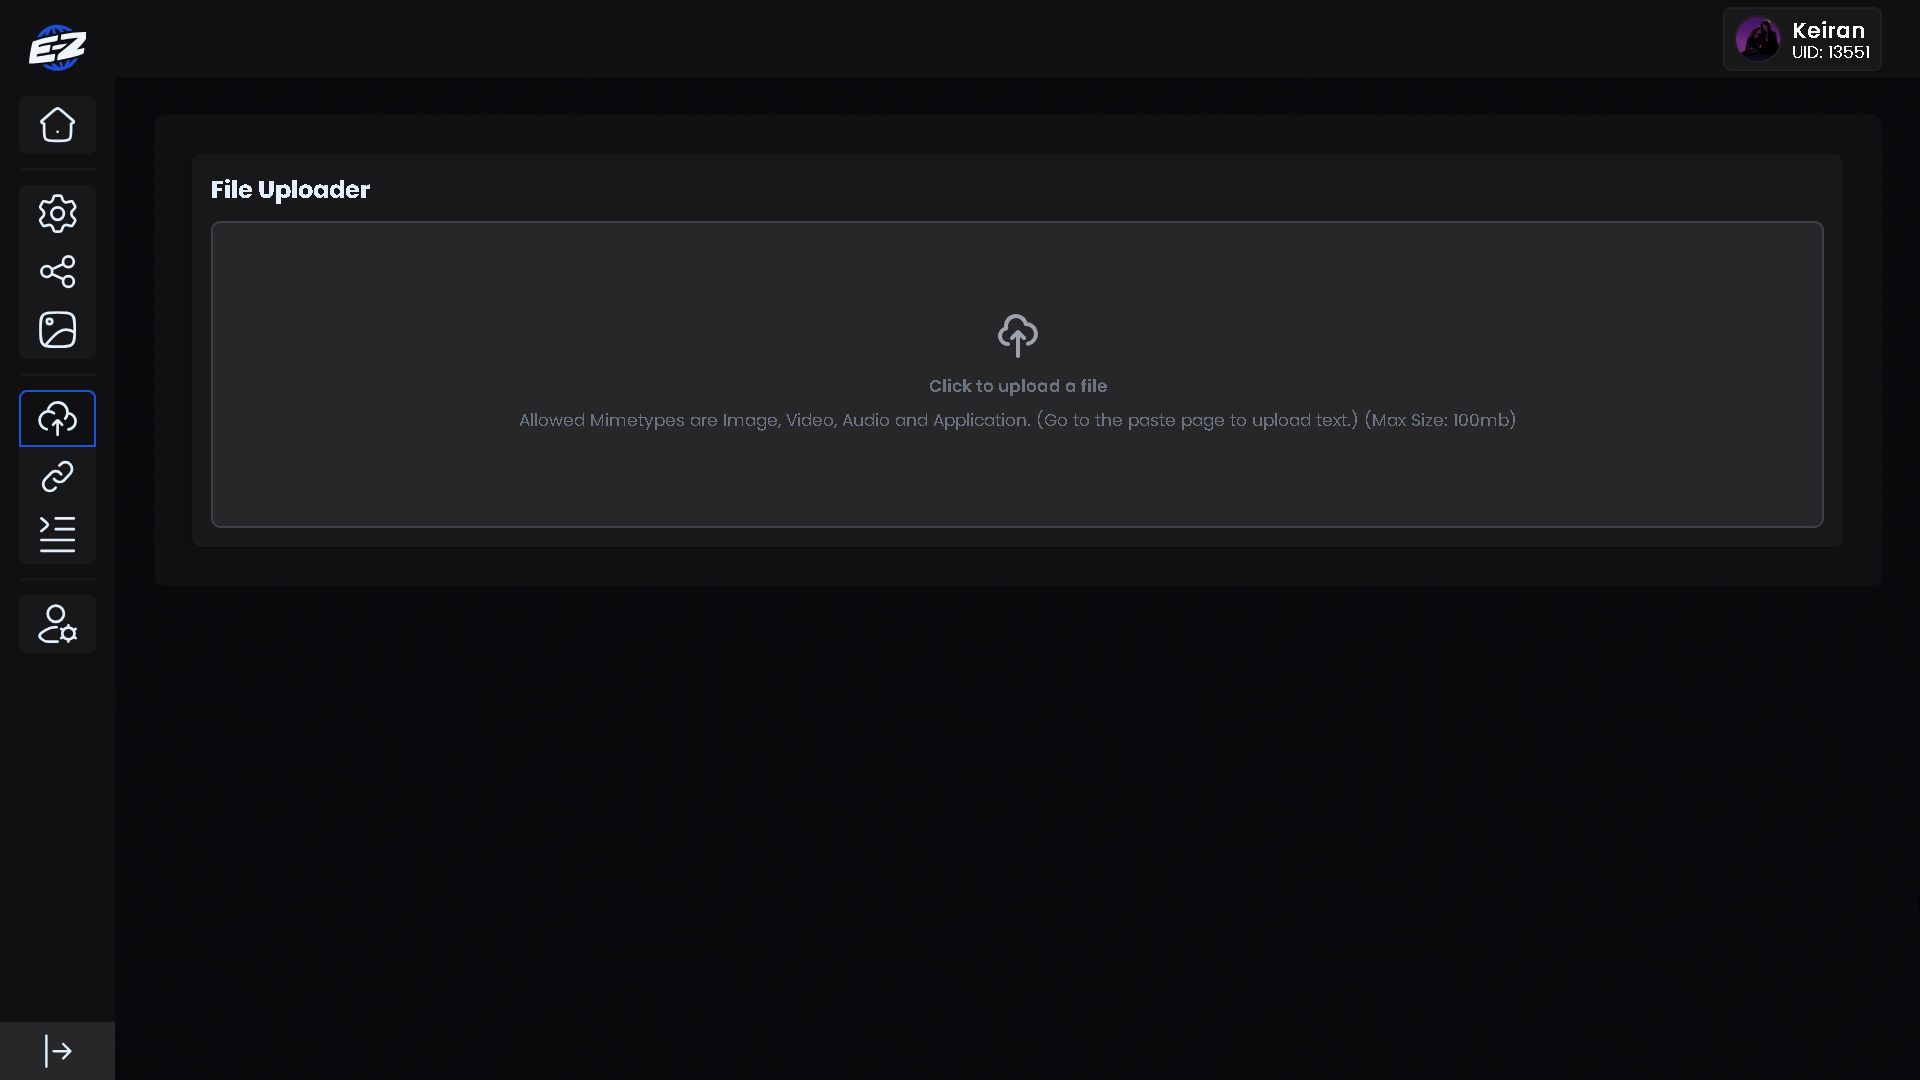 E-Z
Keiran
UID: 13551
File Uploader
Click to upload a file
Allowed Mimetypes are Image, Video, Audio and Application. (Go to the paste page to upload text.) (Max Size: 100mb)